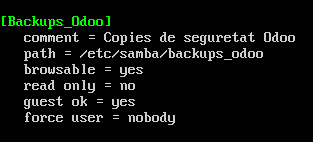 [Backups_Odoo]
comment = Copies de seguretat Odoo
path = /etc/samba/backups_odoo
browsable = yes
read only = no
guest ok = yes
force user = nobody